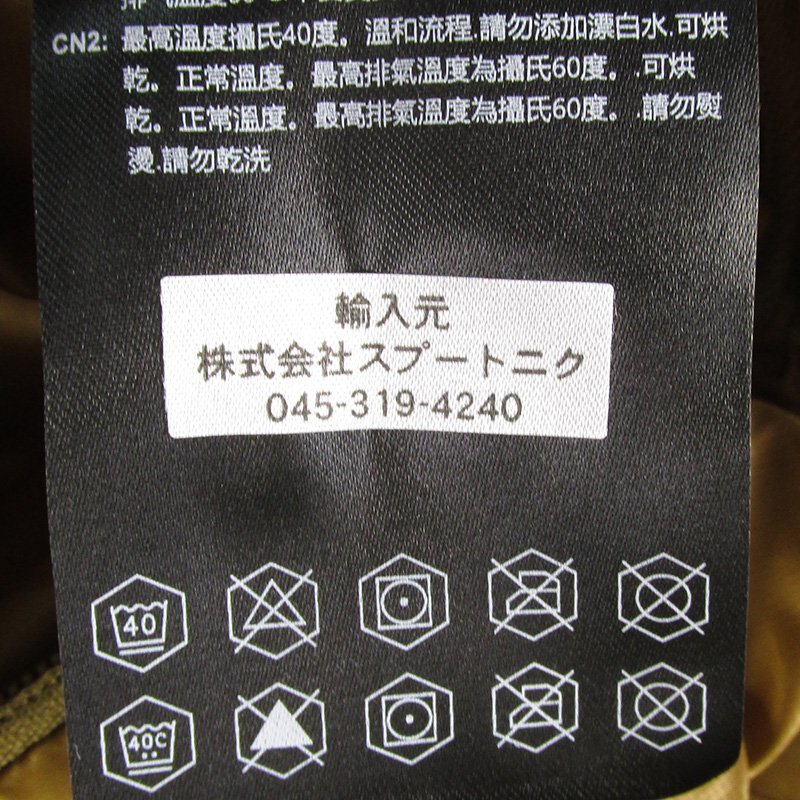 CN2: 最高溫度攝氏40度。溫和流程.請勿添加漂白水.可烘
乾。正常溫度。最高排氣溫度為攝氏60度。.可烘
乾。正常溫度。最高排氣溫度為攝氏60度。.請勿熨
燙.請勿乾洗
輸入元
株式会社スプートニク
045-319-4240
40
40C